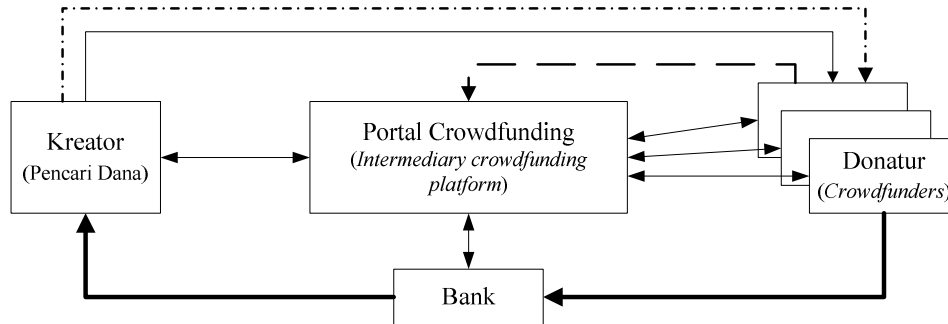 Kreator
(Pencari Dana)
Portal Crowdfunding
(Intermediary crowdfunding
platform)
Donatur
(Crowdfunders)
Bank